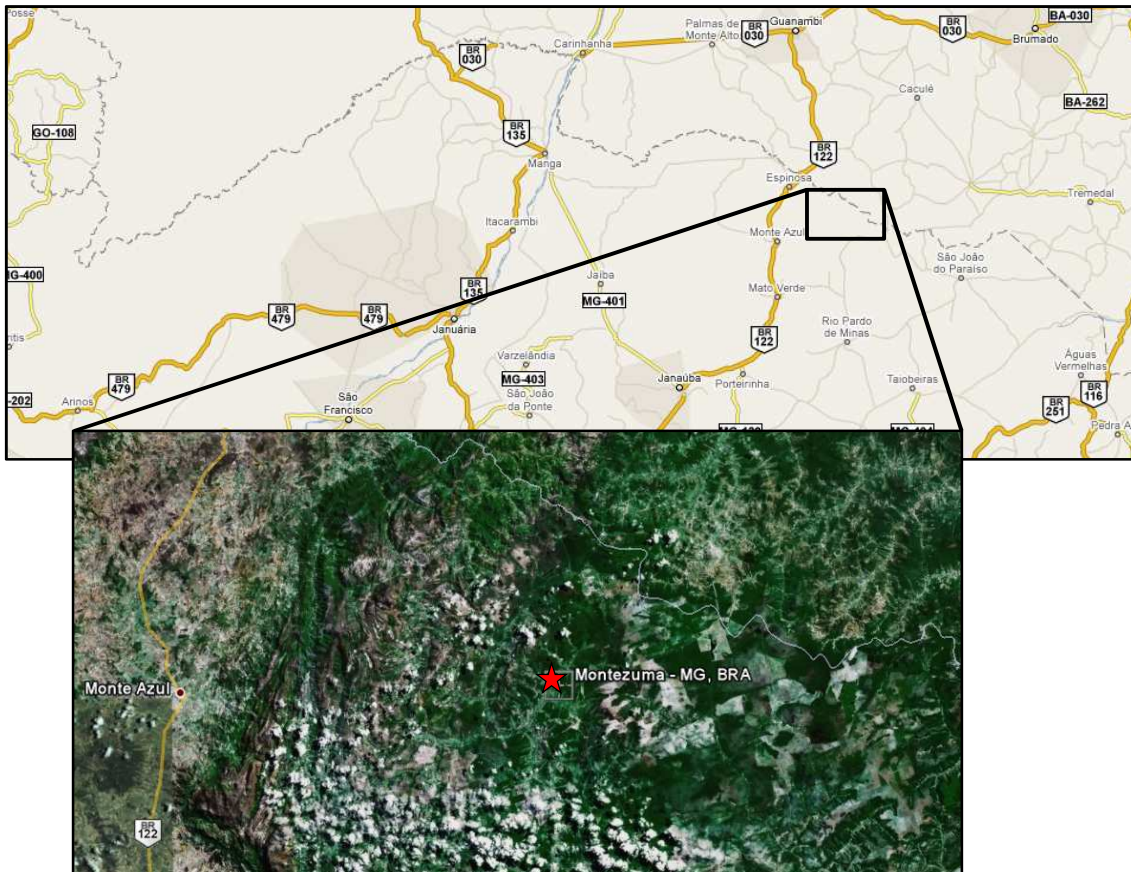 Posse
BR
030
Carinhanha
Palmas de
Monte Alto
BR
030
Guanambi
BR
030
BA-030
Brumado
Caculé
BA-262
GO-108
BR
135
Manga
BR
122
Espinosa
Tremedal
Itacarambi
Monte Azul
São João
do Paraíso
MG-400
Jaíba
MG-401
BR
135
Mato Verde
BR
479
BR
479
Januária
Rio Pardo
de Minas
BR
122
Varzelândia
MG-403
São João
da Ponte
Janaúba
Porteirinha
Taiobeiras
Águas
Vermelhas
BR
116
BR
479
-202
Arinos
São
Francisco
BR
251
Pedra A
Montezuma - MG, BRA
Monte Azul
BR
122